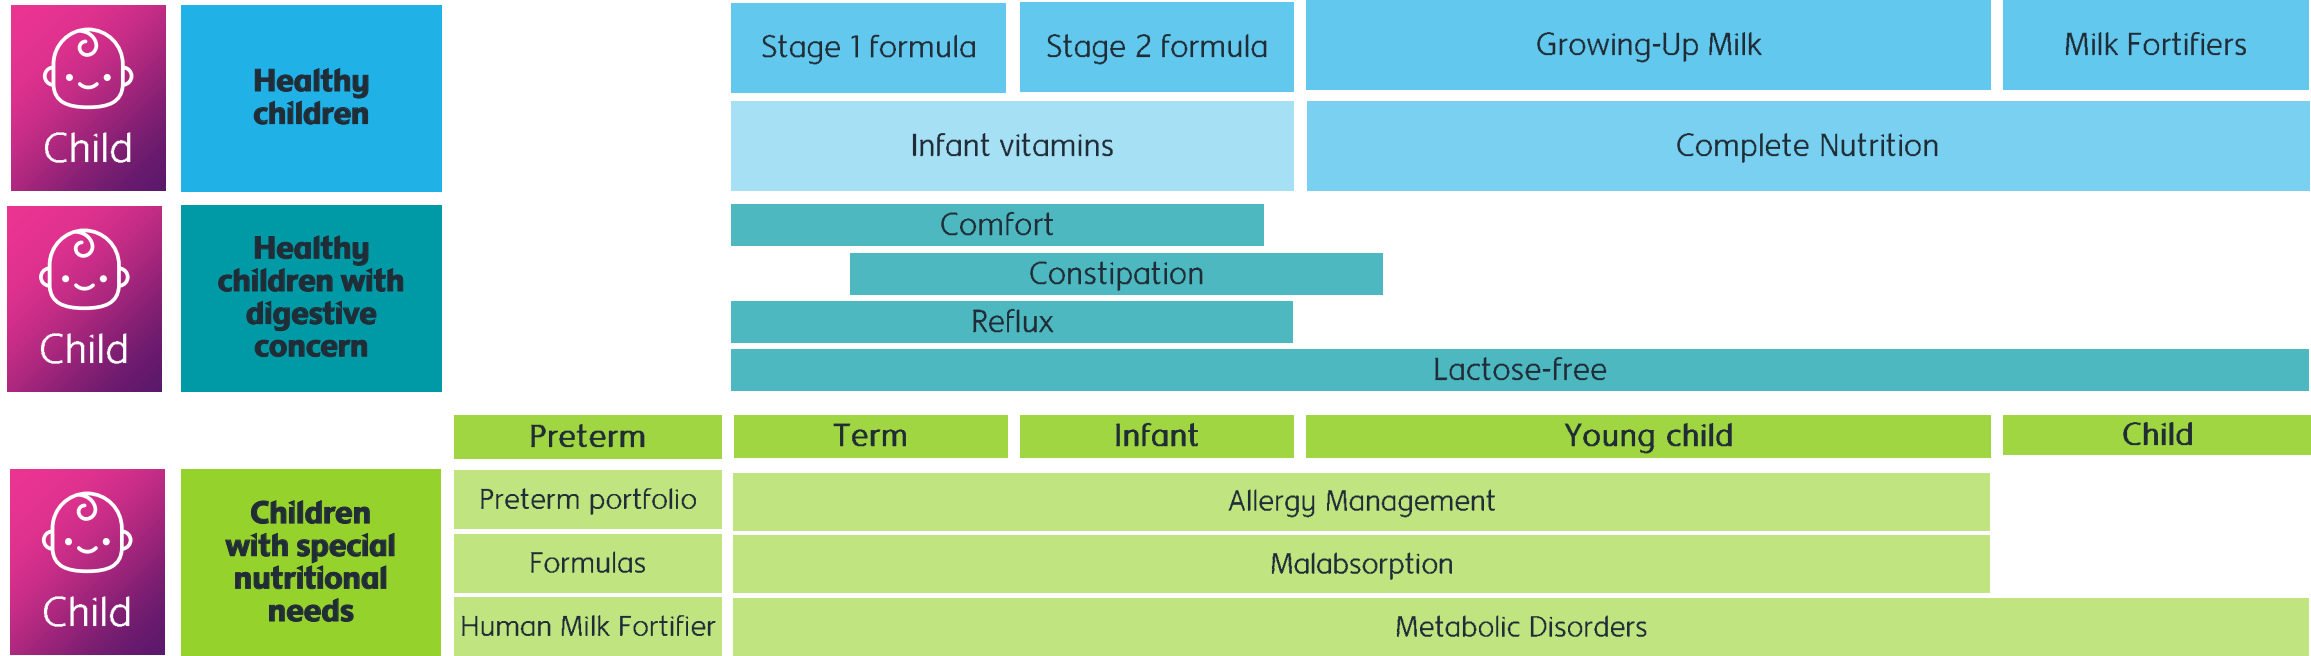 Child
Healthy
children
Stage 1 formula
Stage 2 formula
Growing-Up Milk
Milk Fortifiers
Infant vitamins
Complete Nutrition
Child
Healthy
children with
digestive
concern
Comfort
Constipation
Reflux
Lactose-free
Preterm
Term
Infant
Young child
Child
Child
Children
with special
nutritional
needs
Preterm portfolio
Allergy Management
Formulas
Malabsorption
Human Milk Fortifier
Metabolic Disorders